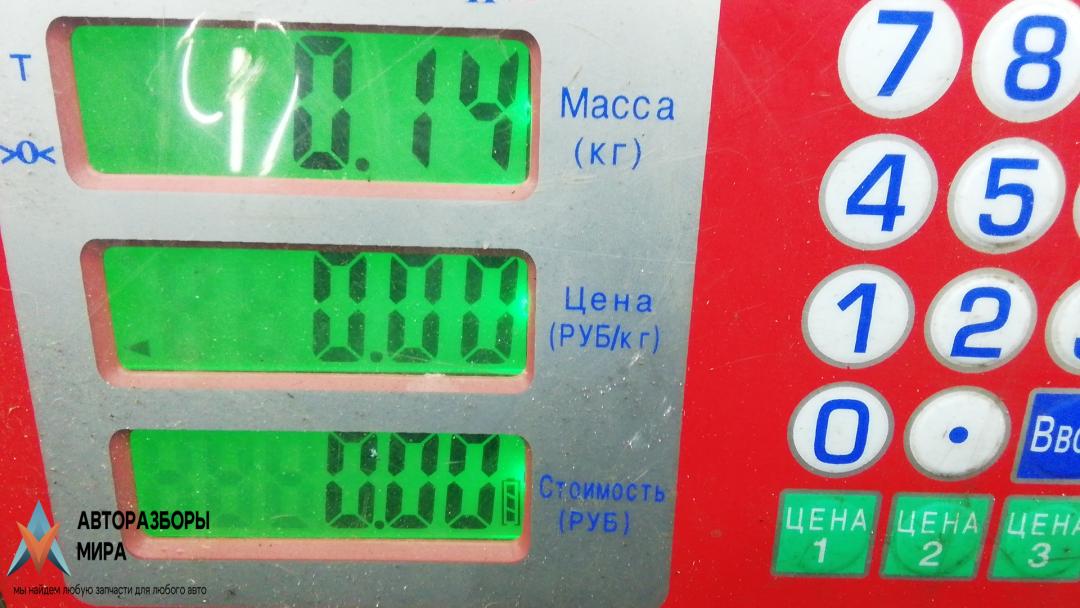 Т
>0<
0.14
Масса
(кг)
0.00
Цена
(РУБ/кг)
0.00
Стоимость
(РУБ)
7 8
4 5
1 2
0 .
ЦЕНА 1
ЦЕНА 2
ЦЕНА 3
АВТОРАЗБОРЫ
МИРА
мы найдем любую запчасти для любого авто